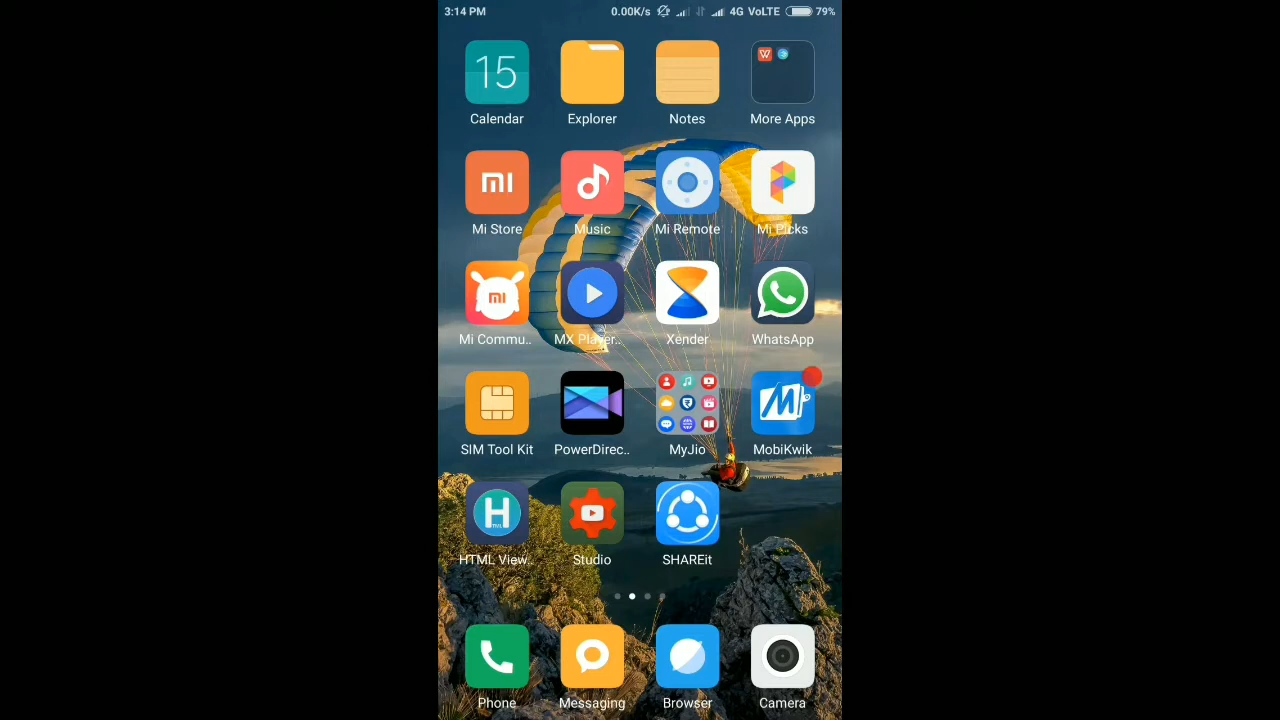 3:14 PM 0.00K/s 4G VoLTE 79%
15
Calendar Explorer Notes More Apps
Mi Store Music Mi Remote Mi Picks
Mi Commu.. MX Player.. Xender WhatsApp
SIM Tool Kit PowerDirec.. MyJio MobiKwik
H
HTML View.. Studio SHAREit
Phone Messaging Browser Camera